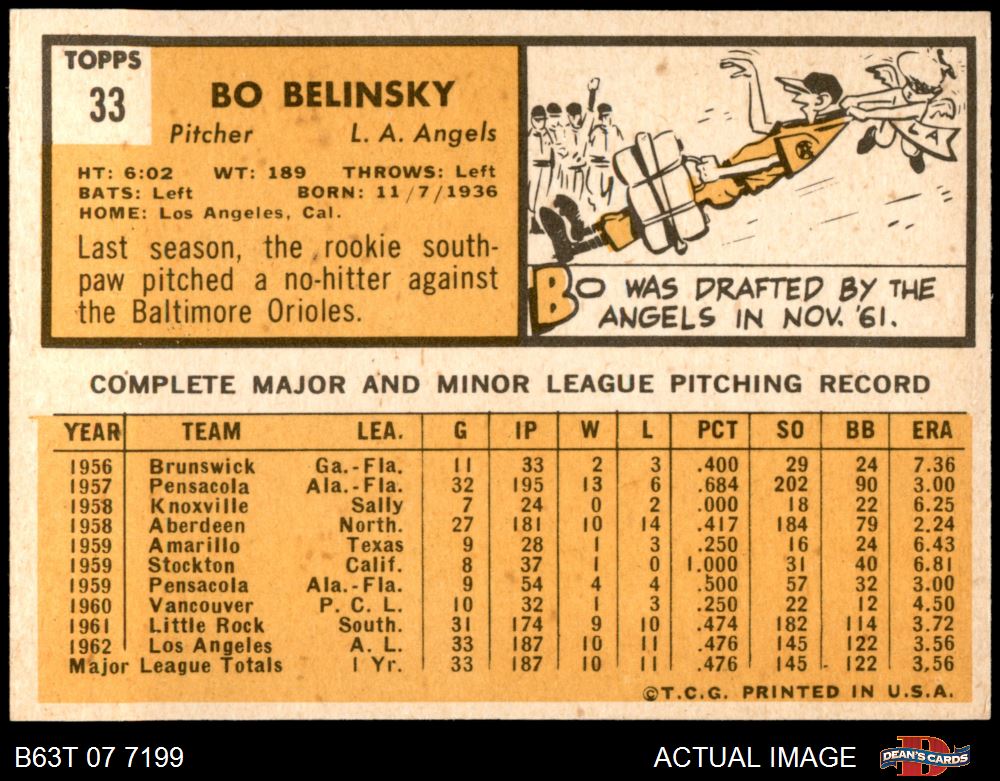 TOPPS
33
BO BELINSKY
Pitcher L. A. Angels
HT: 6:02 WT: 189 THROWS: Left
BATS: Left BORN: 11/7/1936
HOME: Los Angeles, Cal.
Last season, the rookie south-
paw pitched a no-hitter against
the Baltimore Orioles.
LA
BO WAS DRAFTED BY THE
ANGELS IN NOV. '61.
COMPLETE MAJOR AND MINOR LEAGUE PITCHING RECORD
YEAR TEAM LEA. G IP W L PCT SO BB ERA
1956 Brunswick Ga.-Fla. 11 33 2 3 .400 29 24 7.36
1957 Pensacola Ala.-Fla. 32 195 13 6 .684 202 90 3.00
1958 Knoxville Sally 7 24 0 2 .000 18 22 6.25
1958 Aberdeen North. 27 181 10 14 .417 184 79 2.24
1959 Amarillo Texas 9 28 1 3 .250 16 24 6.43
1959 Stockton Calif. 8 37 1 0 1.000 31 40 6.81
1959 Pensacola Ala.-Fla. 9 54 4 4 .500 57 32 3.00
1960 Vancouver P. C. L. 10 32 1 3 .250 22 12 4.50
1961 Little Rock South. 31 174 9 10 .474 182 114 3.72
1962 Los Angeles A. L. 33 187 10 11 .476 145 122 3.56
Major League Totals 1 Yr. 33 187 10 11 .476 145 122 3.56
©T.C.G. PRINTED IN U.S.A.
B63T 07 7199 ACTUAL IMAGE DEAN'S CARDS